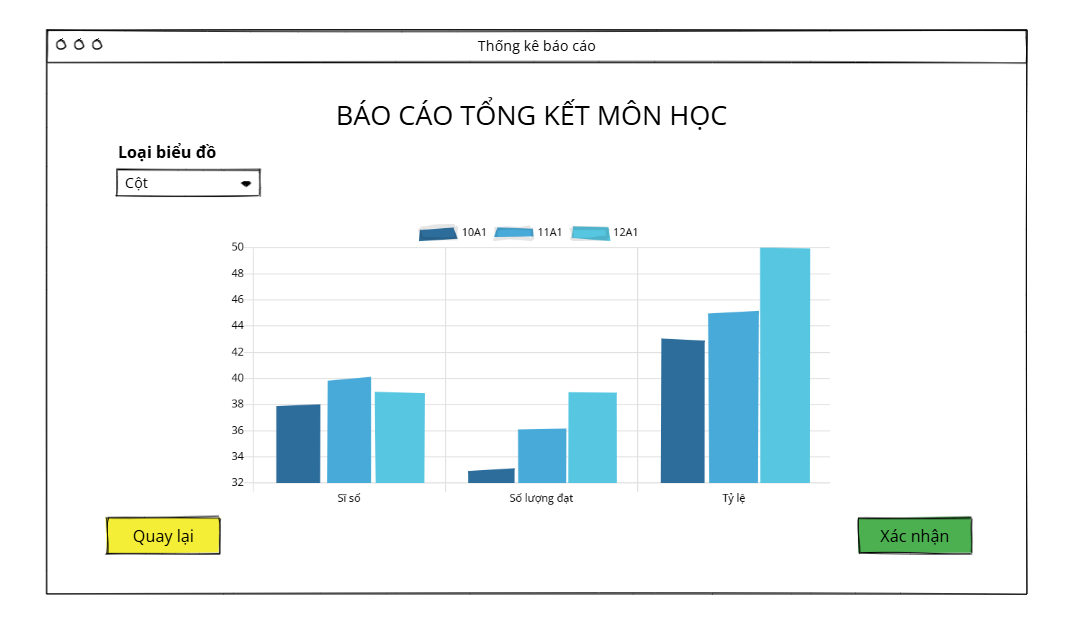 Thống kê báo cáo
BÁO CÁO TỔNG KẾT MÔN HỌC
Loại biểu đồ
Cột
10A1 11A1 12A1
50
48
46
44
42
40
38
36
34
32
Sĩ số Số lượng đạt Tỷ lệ
Quay lại Xác nhận